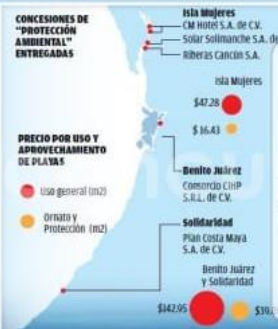 CONCESIONES DE
"PROTECCIÓN
AMBIENTAL"
ENTREGADAS
Isla Mujeres
CM Hotel S.A. de C.V.
Solar Solimanche S.A. de
Riberas Cancún S.A.
Isla Mujeres
$47.28
$16.43
PRECIO POR USO Y
APROVECHAMIENTO
DE PLAYAS
Uso general (m2)
Ornato y
Protección (m2)
Benito Juárez
Consorcio CIHP
S.R.L. de C.V.
Solidaridad
Plan Costa Maya
S.A. de C.V.
Benito Juárez
y Solidaridad
$142.95